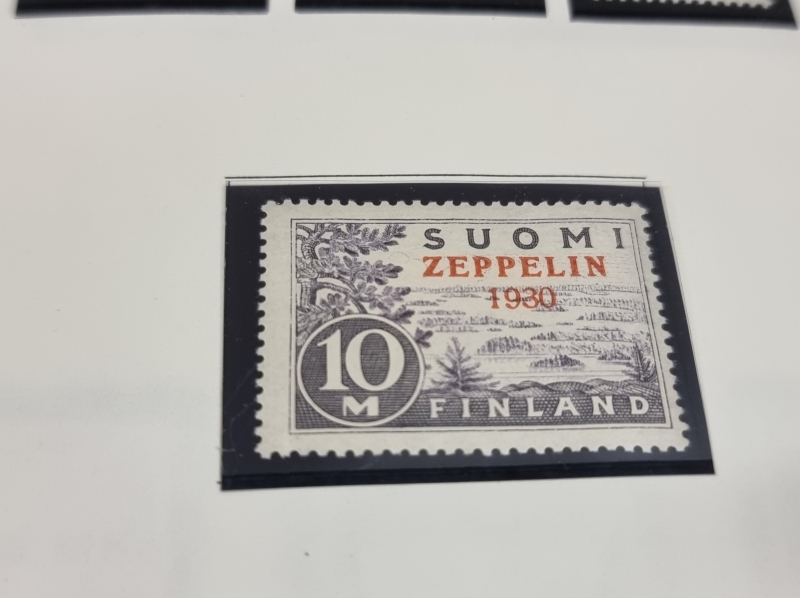 SUOMI
ZEPPELIN
1930
10
M
FINLAND